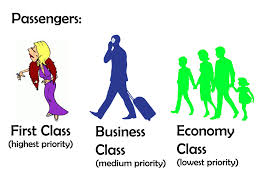 Passengers:
First Class
(highest priority)
Business
Class
(medium priority)
Economy
Class
(lowest priority)